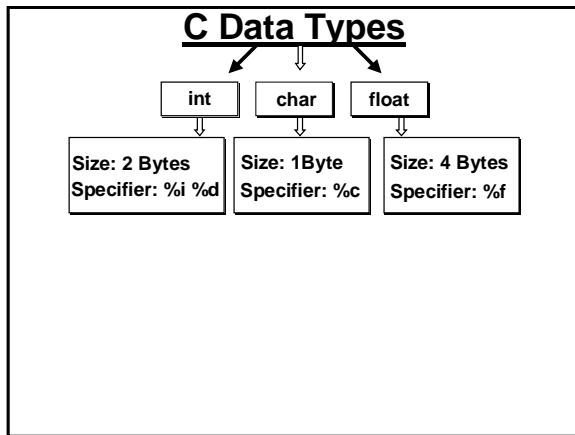 C Data Types
int
char
float
Size: 2 Bytes
Specifier: %i %d
Size: 1Byte
Specifier: %c
Size: 4 Bytes
Specifier: %f